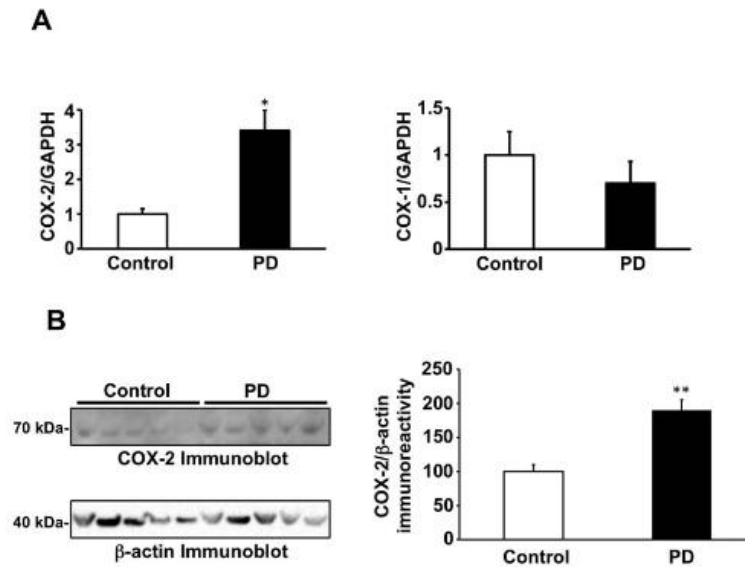 A
COX-2/GAPDH
5
4
3
2
1
0
*
Control
PD
COX-1/GAPDH
1.5
1
0.5
0
Control
PD
B
Control
PD
70 kDa-
COX-2 Immunoblot
40 kDa-
β-actin Immunoblot
COX-2/β-actin
immunoreactivity
250
200
150
100
50
0
**
Control
PD